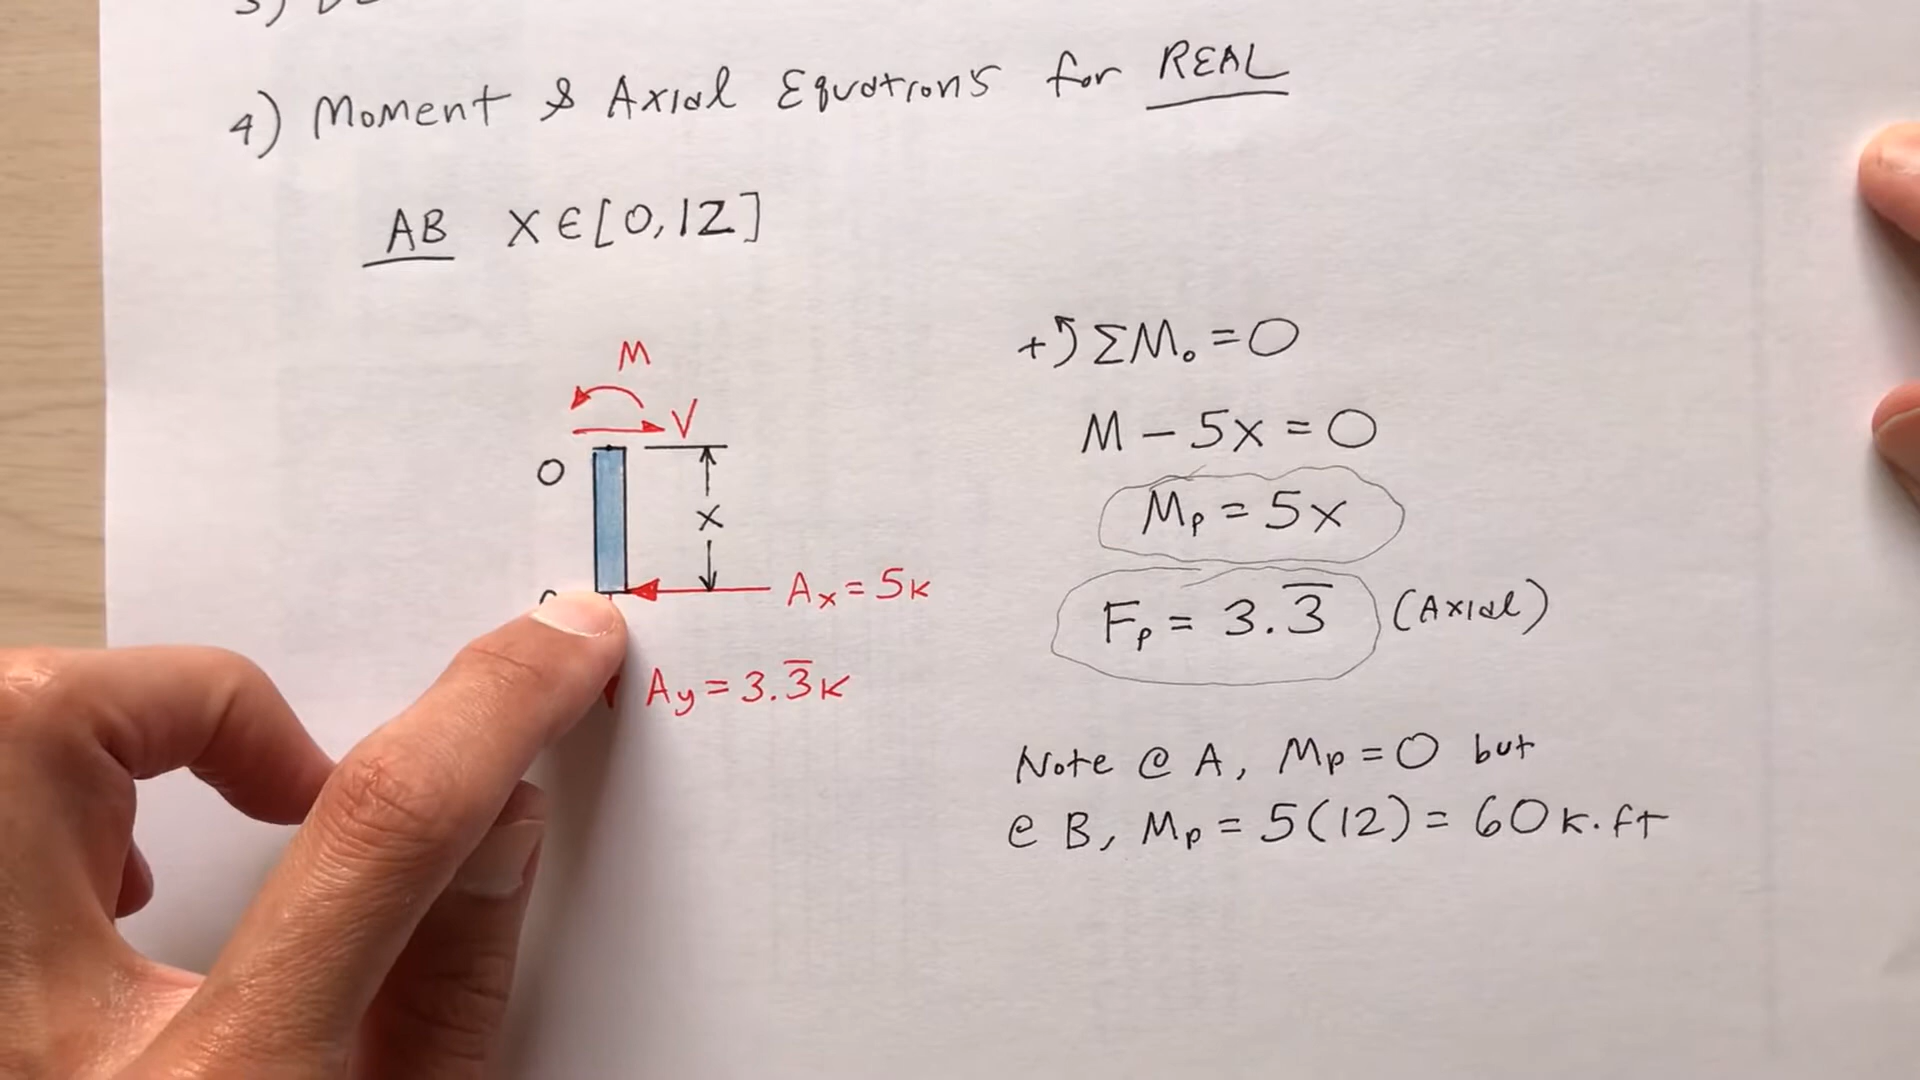 4) Moment & Axial Equations for REAL
AB X∈[0,12]
M
V
O
x
Ax = 5k
Ay = 3.3̅k
+↺ ΣMo = 0
M - 5x = 0
Mp = 5x
Fp = 3.3̅ (Axial)
Note @ A, Mp = 0 but
@ B, Mp = 5(12) = 60 k·ft